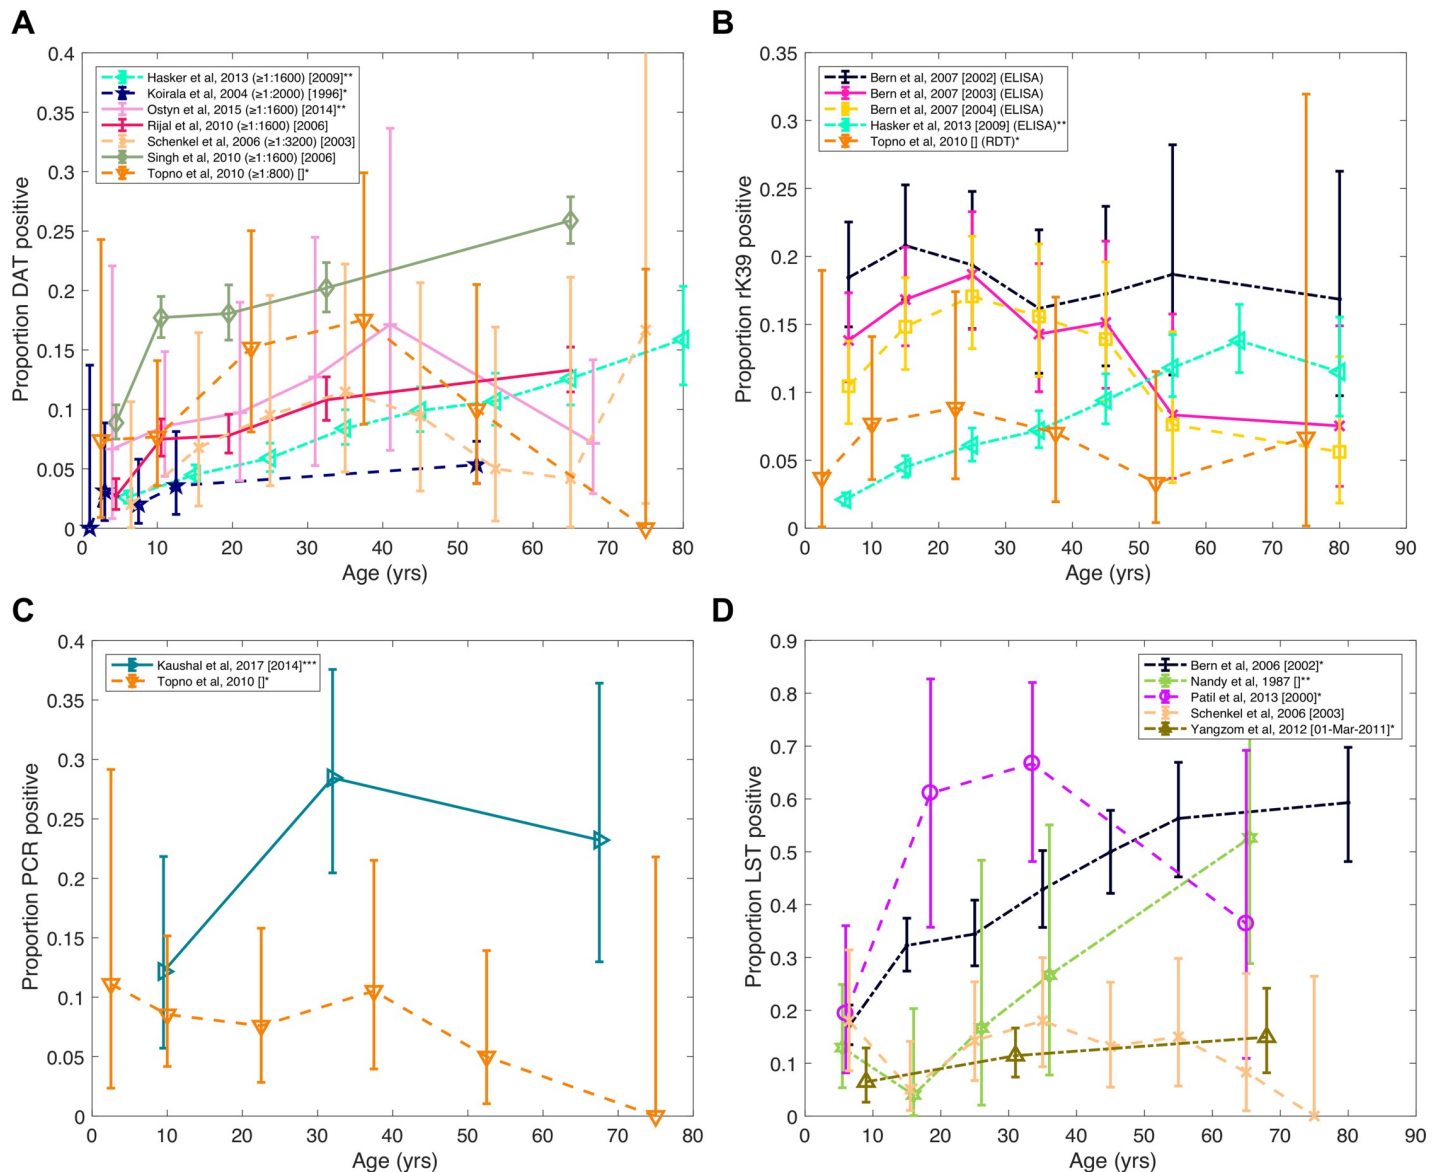 A
0.4
0.35
0.3
0.25
0.2
0.15
0.1
0.05
0
Proportion DAT positive
Hasker et al, 2013 (≥1:1600) [2009]**
Koirala et al, 2004 (≥1:2000) [1996]*
Ostyn et al, 2015 (≥1:1600) [2014]**
Rijal et al, 2010 (≥1:1600) [2006]
Schenkel et al, 2006 (≥1:3200) [2003]
Singh et al, 2010 (≥1:1600) [2006]
Topno et al, 2010 (≥1:800) []*
0 10 20 30 40 50 60 70 80
Age (yrs)
B
0.35
0.3
0.25
0.2
0.15
0.1
0.05
0
Proportion rK39 positive
Bern et al, 2007 [2002] (ELISA)
Bern et al, 2007 [2003] (ELISA)
Bern et al, 2007 [2004] (ELISA)
Hasker et al, 2013 [2009] (ELISA)**
Topno et al, 2010 [] (RDT)*
0 10 20 30 40 50 60 70 80 90
Age (yrs)
C
0.4
0.35
0.3
0.25
0.2
0.15
0.1
0.05
0
Proportion PCR positive
Kaushal et al, 2017 [2014]***
Topno et al, 2010 []*
0 10 20 30 40 50 60 70 80
Age (yrs)
D
0.9
0.8
0.7
0.6
0.5
0.4
0.3
0.2
0.1
0
Proportion LST positive
Bern et al, 2006 [2002]*
Nandy et al, 1987 []**
Patil et al, 2013 [2000]*
Schenkel et al, 2006 [2003]
Yangzom et al, 2012 [01-Mar-2011]*
0 10 20 30 40 50 60 70 80 90
Age (yrs)